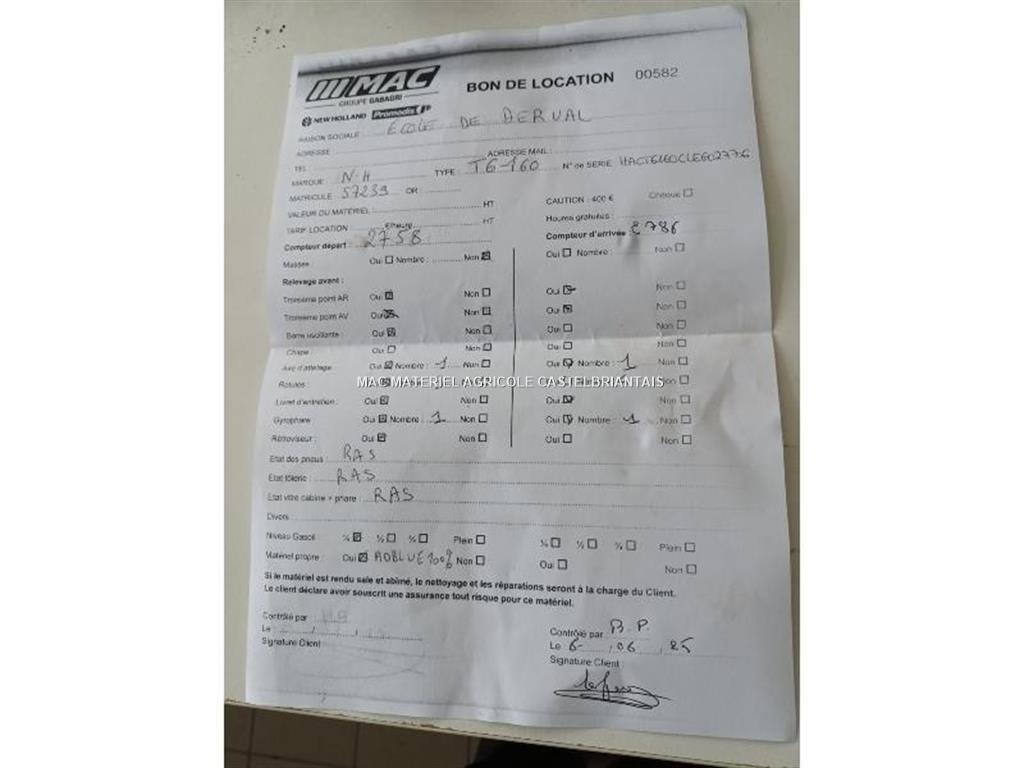 MAC BON DE LOCATION 00582
GROUPE GABAGRI
NEW HOLLAND Promodis
RAISON SOCIALE : ECOLE DE DERVAL
ADRESSE : ADRESSE MAIL :
TEL :
MARQUE : N-H TYPE : T6-160 N° de SERIE
MATRICULE : 57239 OR :
VALEUR DU MATÉRIEL : HT CAUTION : 400 € Chèque ☐
TARIF LOCATION : €/heure HT Heures gratuites :
Compteur départ : 2758 Compteur d'arrivée : 2786
Masses : Oui ☐ Nombre : Non ☒ Oui ☐ Nombre : Non ☐
Relevage avant :
Troisième point AR Oui ☒ Non ☐ Oui ☒ Non ☐
Troisième point AV Oui ☒ Non ☐ Oui ☒ Non ☐
Barre oscillante : Oui ☒ Non ☐ Oui ☐ Non ☐
Chape : Oui ☐ Non ☐ Oui ☐ Non ☐
Axe d'attelage : Oui ☒ Nombre : 1 Non ☐ Oui ☒ Nombre : 1 Non ☐
Rotules :
MAC MATERIEL AGRICOLE CASTELBRIANTAIS
Livret d'entretien : Oui ☒ Non ☐ Oui ☒ Non ☐
Gyrophare : Oui ☒ Nombre : 1 Non ☐ Oui ☒ Nombre : 1 Non ☐
Rétroviseur : Oui ☒ Non ☐ Oui ☐ Non ☐
Etat des pneus : RAS
Etat tôlerie : RAS
Etat vitre cabine + phare : RAS
Divers :
Niveau Gasoil : ¼ ☒ ½ ☐ ¾ ☐ Plein ☐ ¼ ☐ ½ ☐ ¾ ☐ Plein ☐
Matériel propre : Oui ☒ ADBLUE 100% Non ☐ Oui ☐ Non ☐
Si le matériel est rendu sale et abîmé, le nettoyage et les réparations seront à la charge du Client.
Le client déclare avoir souscrit une assurance tout risque pour ce matériel.
Contrôlé par Contrôlé par B.P.
Le : Le 6- / 06 / 25
Signature Client : Signature Client :